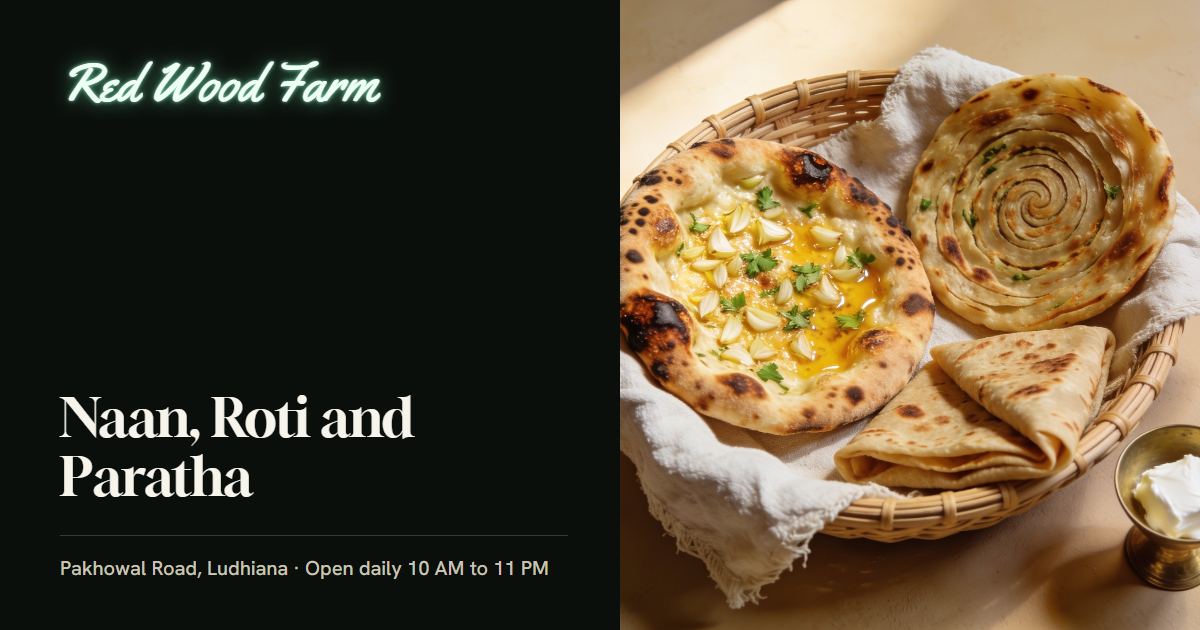 Red Wood Farm
Naan, Roti and
Paratha
Pakhowal Road, Ludhiana · Open daily 10 AM to 11 PM